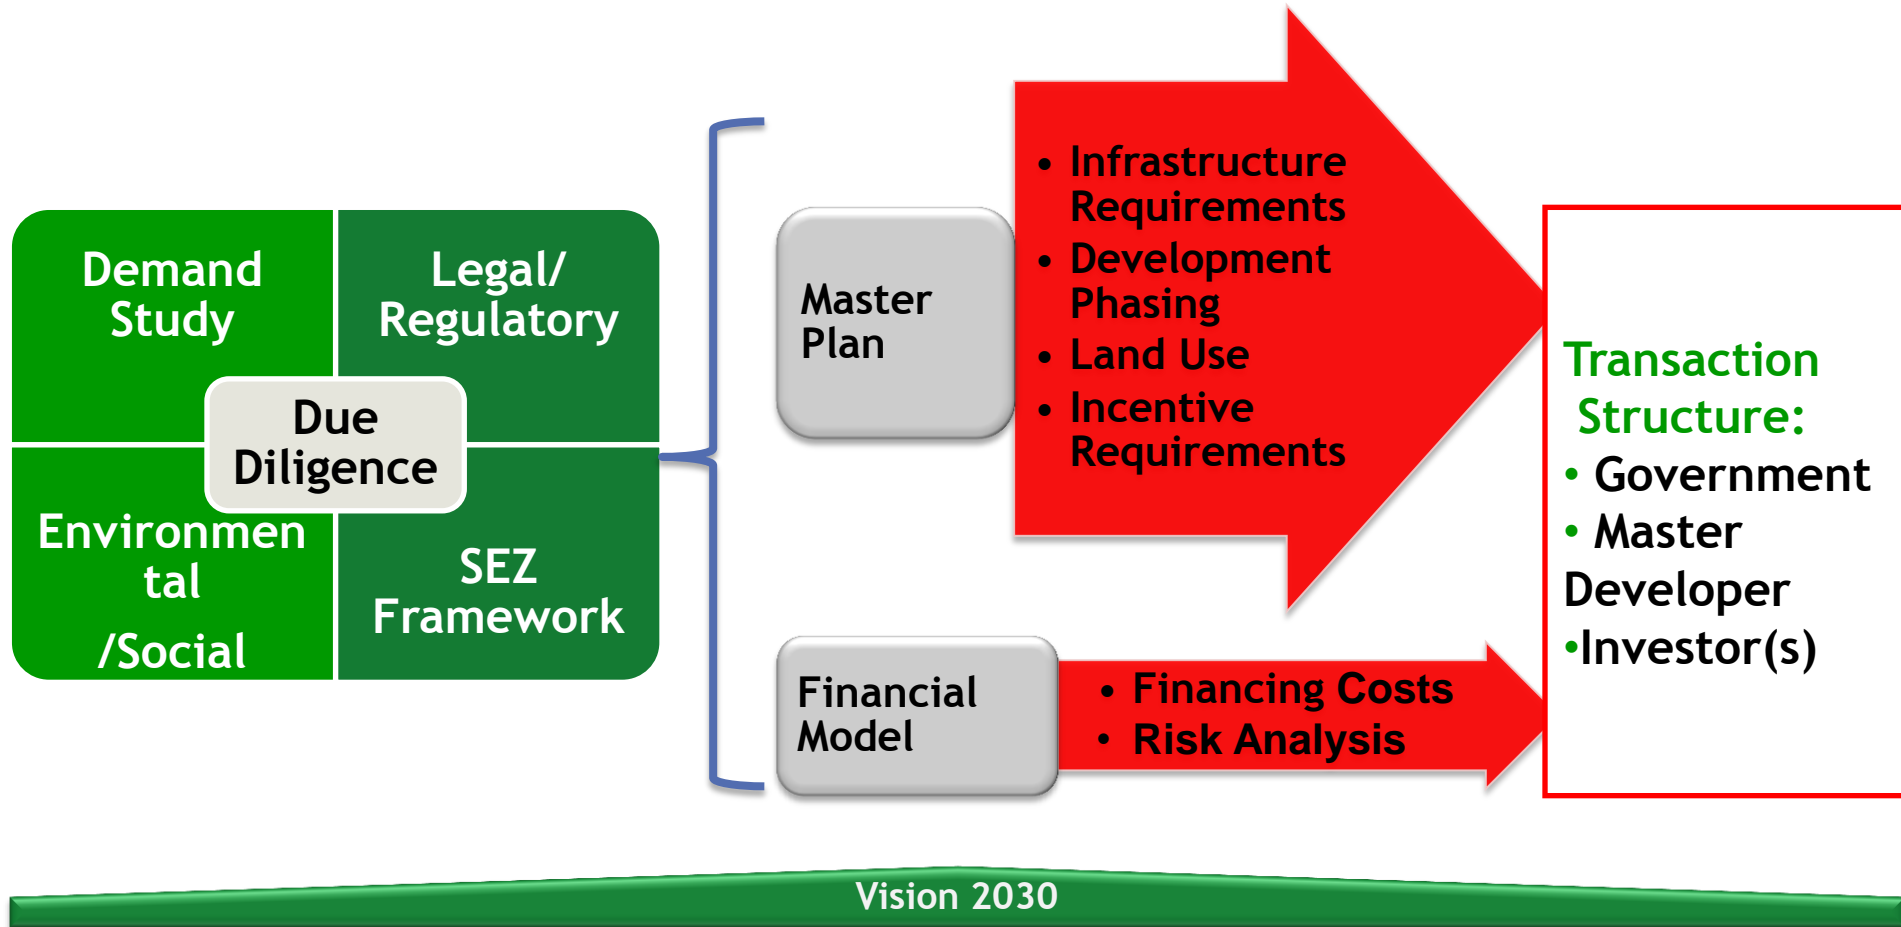 Demand
Study
Legal/
Regulatory
Due
Diligence
Environmen
tal
/Social
SEZ
Framework
Master
Plan
• Infrastructure
Requirements
• Development
Phasing
• Land Use
• Incentive
Requirements
Financial
Model
• Financing Costs
• Risk Analysis
Transaction
Structure:
• Government
• Master
Developer
•Investor(s)
Vision 2030